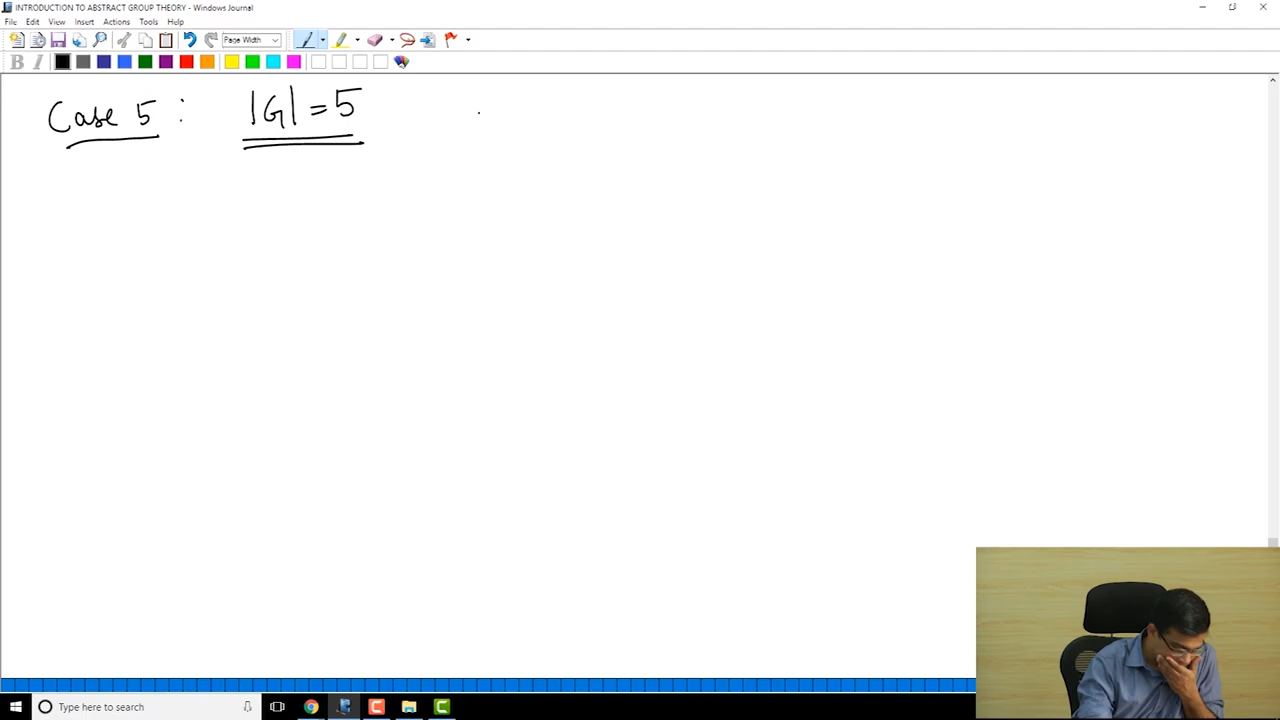 INTRODUCTION TO ABSTRACT GROUP THEORY - Windows Journal
File Edit View Insert Actions Tools Help
Page Width
B I
Case 5 : |G| = 5
Type here to search